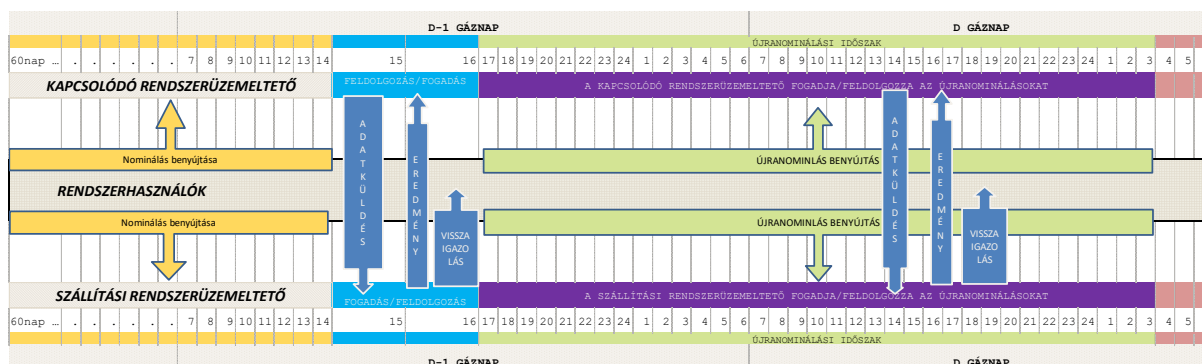 D-1 GÁZNAP D GÁZNAP
ÚJRANOMINÁLÁSI IDŐSZAK
60nap … . . . . . 7 8 9 10 11 12 13 14 15 16 17 18 19 20 21 22 23 24 1 2 3 4 5 6 7 8 9 10 11 12 13 14 15 16 17 18 19 20 21 22 23 24 1 2 3 4 5
KAPCSOLÓDÓ RENDSZERÜZEMELTETŐ FELDOLGOZÁS/FOGADÁS A KAPCSOLÓDÓ RENDSZERÜZEMELTETŐ FOGADJA/FELDOLGOZZA AZ ÚJRANOMINÁLÁSOKAT
ADATKÜLDÉS
EREDMÉNY
ADATKÜLDÉS
EREDMÉNY
Nominálás benyújtása ÚJRANOMINLÁS BENYÚJTÁS
RENDSZERHASZNÁLÓK
Nominálás benyújtása ÚJRANOMINLÁS BENYÚJTÁS
VISSZA
IGAZO
LÁS
VISSZA
IGAZO
LÁS
SZÁLLÍTÁSI RENDSZERÜZEMELTETŐ FOGADÁS/FELDOLGOZÁS A SZÁLLÍTÁSI RENDSZERÜZEMELTETŐ FOGADJA/FELDOLGOZZA AZ ÚJRANOMINÁLÁSOKAT
60nap … . . . . . 7 8 9 10 11 12 13 14 15 16 17 18 19 20 21 22 23 24 1 2 3 4 5 6 7 8 9 10 11 12 13 14 15 16 17 18 19 20 21 22 23 24 1 2 3 4 5
ÚJRANOMINÁLÁSI IDŐSZAK
D-1 GÁZNAP D GÁZNAP